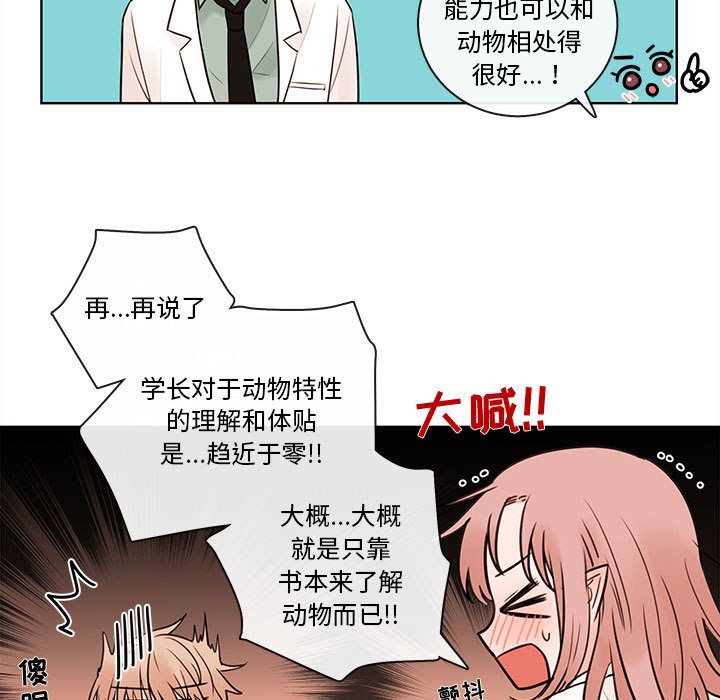 能力也可以和
动物相处得
很好...！
再...再说了
学长对于动物特性
的理解和体贴
是...趋近于零!!
大喊!!
大概...大概
就是只靠
书本来了解
动物而已!!
傻
颤抖